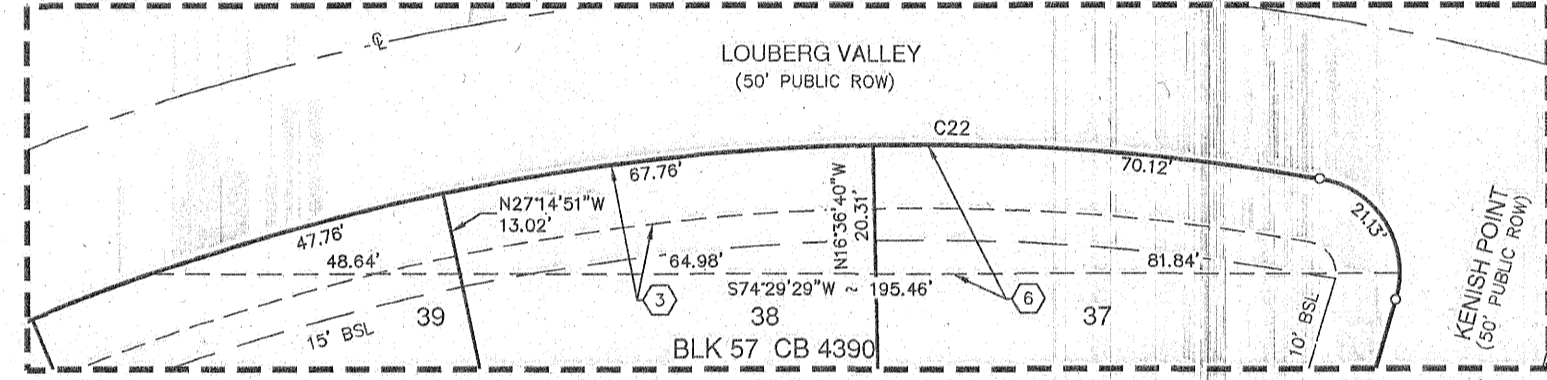 ℄
LOUBERG VALLEY
(50' PUBLIC ROW)
C22
67.76'
70.12'
N27°14'51"W
13.02'
N16°36'40"W
20.31'
21.13'
KENISH POINT
(50' PUBLIC ROW)
47.76'
48.64'
64.98'
81.84'
S74°29'29"W ~ 195.46'
3
6
39
38
37
15' BSL
10' BSL
BLK 57 CB 4390